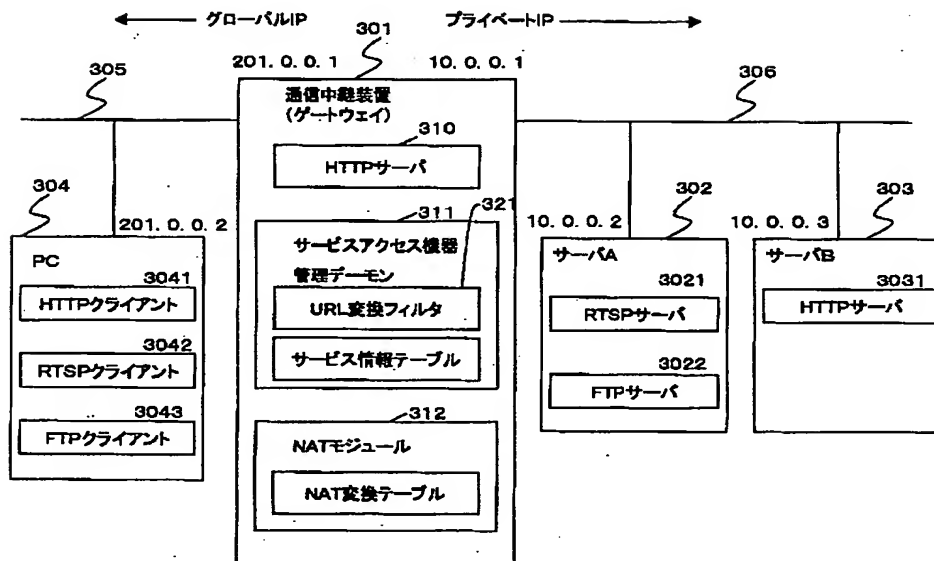 グローバルIP
プライベートIP
301
201. 0. 0. 1
10. 0. 0. 1
305
306
通信中継装置
(ゲートウェイ)
310
HTTPサーバ
304
201. 0. 0. 2
PC
3041
HTTPクライアント
3042
RTSPクライアント
3043
FTPクライアント
311
321
サービスアクセス機器
管理デーモン
URL変換フィルタ
サービス情報テーブル
312
NATモジュール
NAT変換テーブル
302
10. 0. 0. 2
サーバA
3021
RTSPサーバ
3022
FTPサーバ
303
10. 0. 0. 3
サーバB
3031
HTTPサーバ